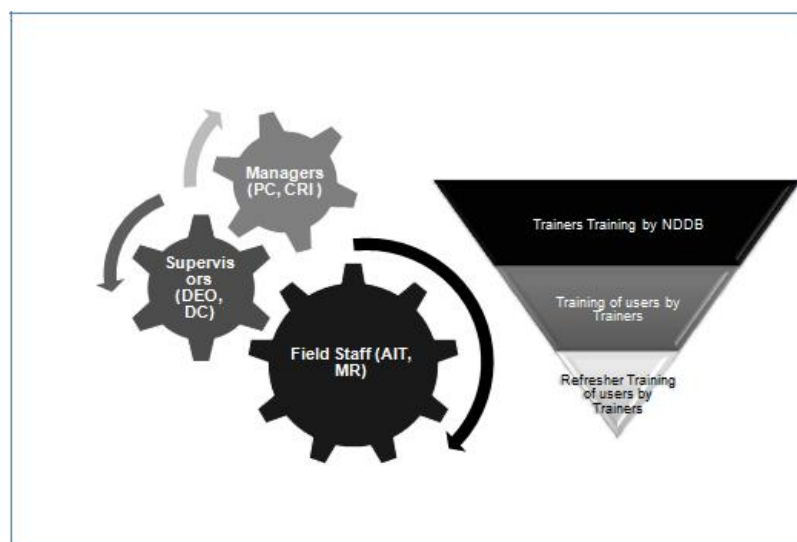 Managers
(PC, CRI )
Supervis
ors
(DEO,
DC)
Field Staff (AIT,
MR)
Trainers Training by NDDB
Training of users by
Trainers
Refresher Training
of users by
Trainers